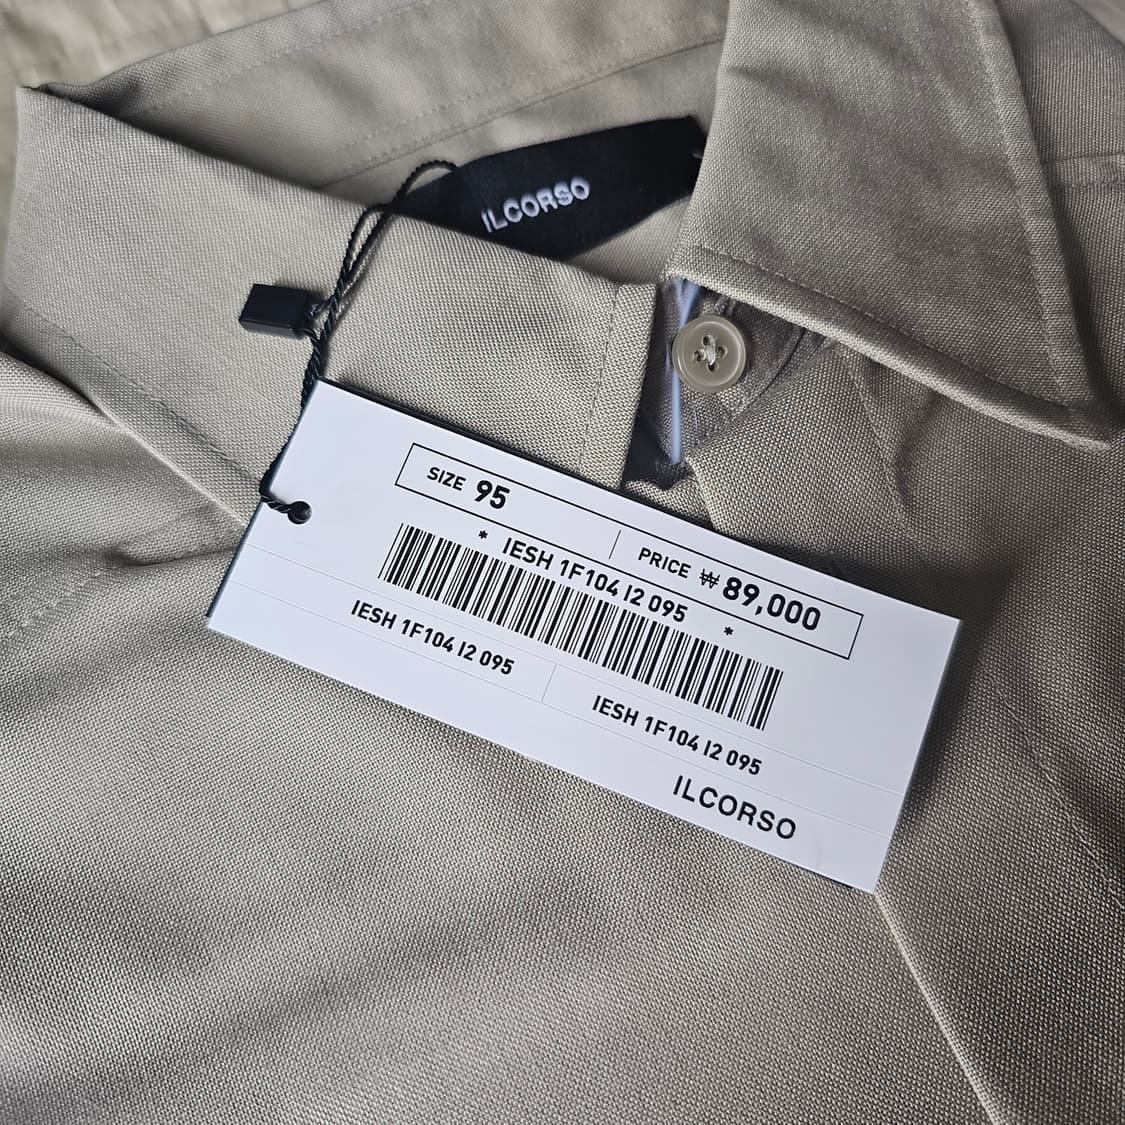 ILCORSO
SIZE 95 PRICE ₩ 89,000
* IESH 1F104 I2 095 *
IESH 1F104 I2 095
IESH 1F104 I2 095
ILCORSO